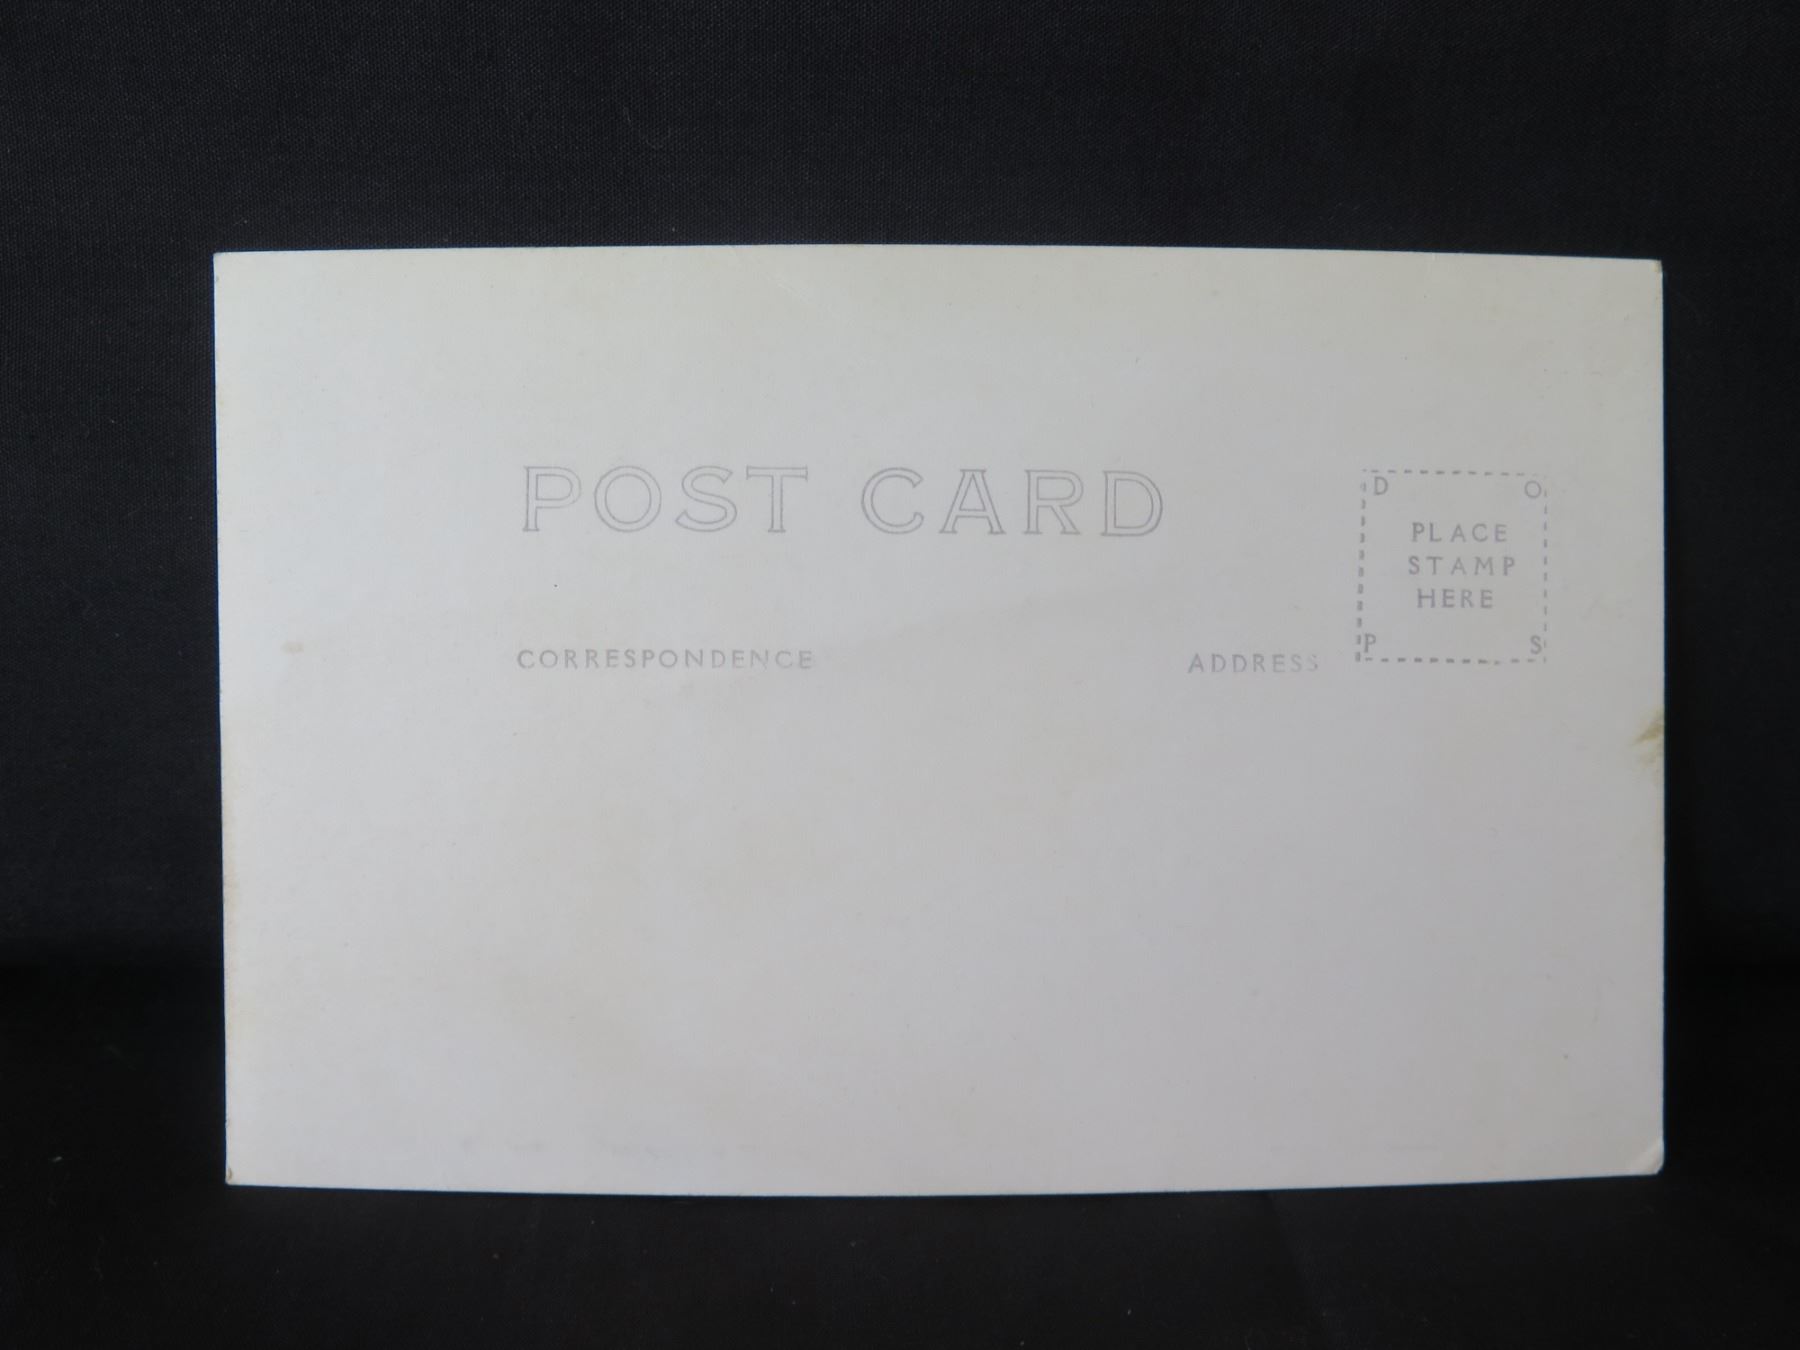 POST CARD
D O
PLACE
STAMP
HERE
P S
CORRESPONDENCE
ADDRESS